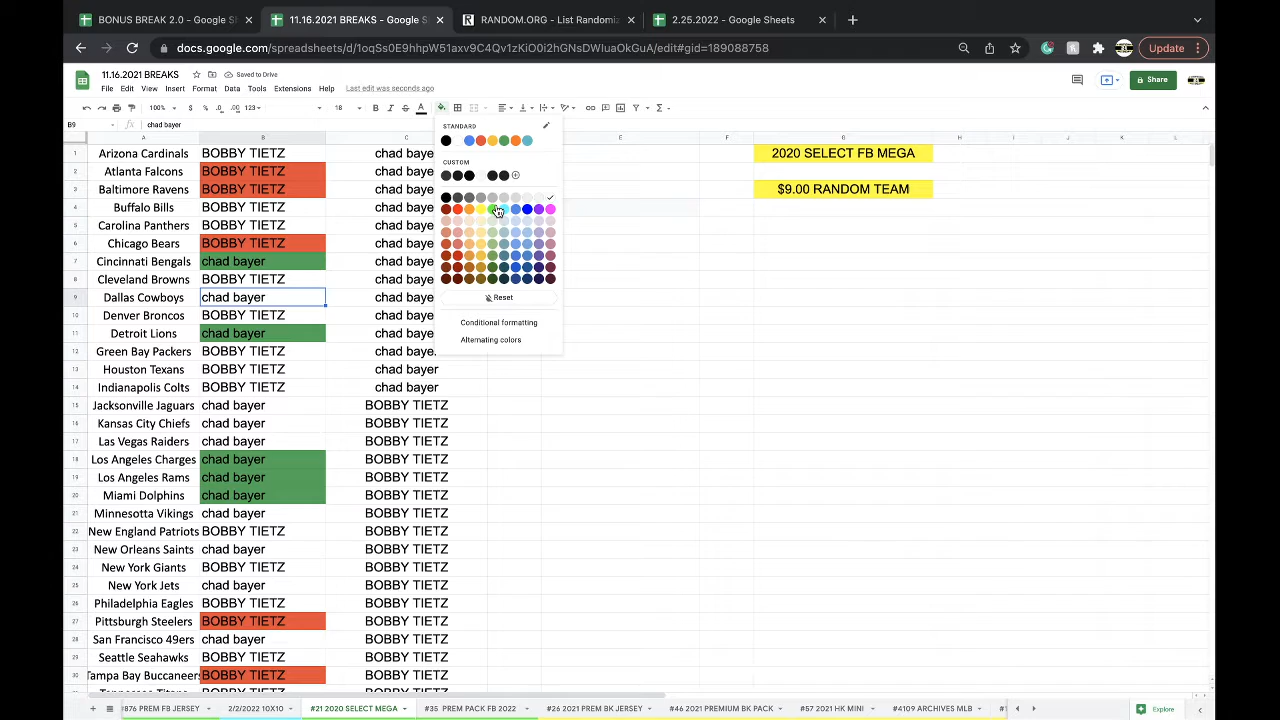 BONUS BREAK 2.0 - Google Sh
11.16.2021 BREAKS - Google S
RANDOM.ORG - List Randomiz
2.25.2022 - Google Sheets
docs.google.com/spreadsheets/d/1oqSs0E9hhpW51axv9C4Qv1zKiO0i2hGNsDWIuaOkGuA/edit#gid=189088758
Update
11.16.2021 BREAKS
Saved to Drive
File Edit View Insert Format Data Tools Extensions Help Last edit was seconds ago
Share
100% $ % .0 .00 123 18 B I S A
B9 fx chad bayer
STANDARD
CUSTOM
Reset
Conditional formatting
Alternating colors
A B C E F G H I J K L
1 Arizona Cardinals BOBBY TIETZ chad baye 2020 SELECT FB MEGA
2 Atlanta Falcons BOBBY TIETZ chad baye
3 Baltimore Ravens BOBBY TIETZ chad baye $9.00 RANDOM TEAM
4 Buffalo Bills BOBBY TIETZ chad baye
5 Carolina Panthers BOBBY TIETZ chad baye
6 Chicago Bears BOBBY TIETZ chad baye
7 Cincinnati Bengals chad bayer chad baye
8 Cleveland Browns BOBBY TIETZ chad baye
9 Dallas Cowboys chad bayer chad baye
10 Denver Broncos BOBBY TIETZ chad baye
11 Detroit Lions chad bayer chad baye
12 Green Bay Packers BOBBY TIETZ chad baye
13 Houston Texans BOBBY TIETZ chad bayer
14 Indianapolis Colts BOBBY TIETZ chad bayer
15 Jacksonville Jaguars chad bayer BOBBY TIETZ
16 Kansas City Chiefs chad bayer BOBBY TIETZ
17 Las Vegas Raiders chad bayer BOBBY TIETZ
18 Los Angeles Charges chad bayer BOBBY TIETZ
19 Los Angeles Rams chad bayer BOBBY TIETZ
20 Miami Dolphins chad bayer BOBBY TIETZ
21 Minnesota Vikings chad bayer BOBBY TIETZ
22 New England Patriots BOBBY TIETZ BOBBY TIETZ
23 New Orleans Saints chad bayer BOBBY TIETZ
24 New York Giants BOBBY TIETZ BOBBY TIETZ
25 New York Jets chad bayer BOBBY TIETZ
26 Philadelphia Eagles BOBBY TIETZ BOBBY TIETZ
27 Pittsburgh Steelers BOBBY TIETZ BOBBY TIETZ
28 San Francisco 49ers chad bayer BOBBY TIETZ
29 Seattle Seahawks BOBBY TIETZ BOBBY TIETZ
30 Tampa Bay Buccaneers BOBBY TIETZ BOBBY TIETZ
Tennessee Titans BOBBY TIETZ BOBBY TIETZ
#876 PREM FB JERSEY 2/2/2022 10X10 #21 2020 SELECT MEGA #35 PREM PACK FB 2022 #26 2021 PREM BK JERSEY #46 2021 PREMIUM BK PACK #57 2021 HK MINI #4109 ARCHIVES MLB Explore